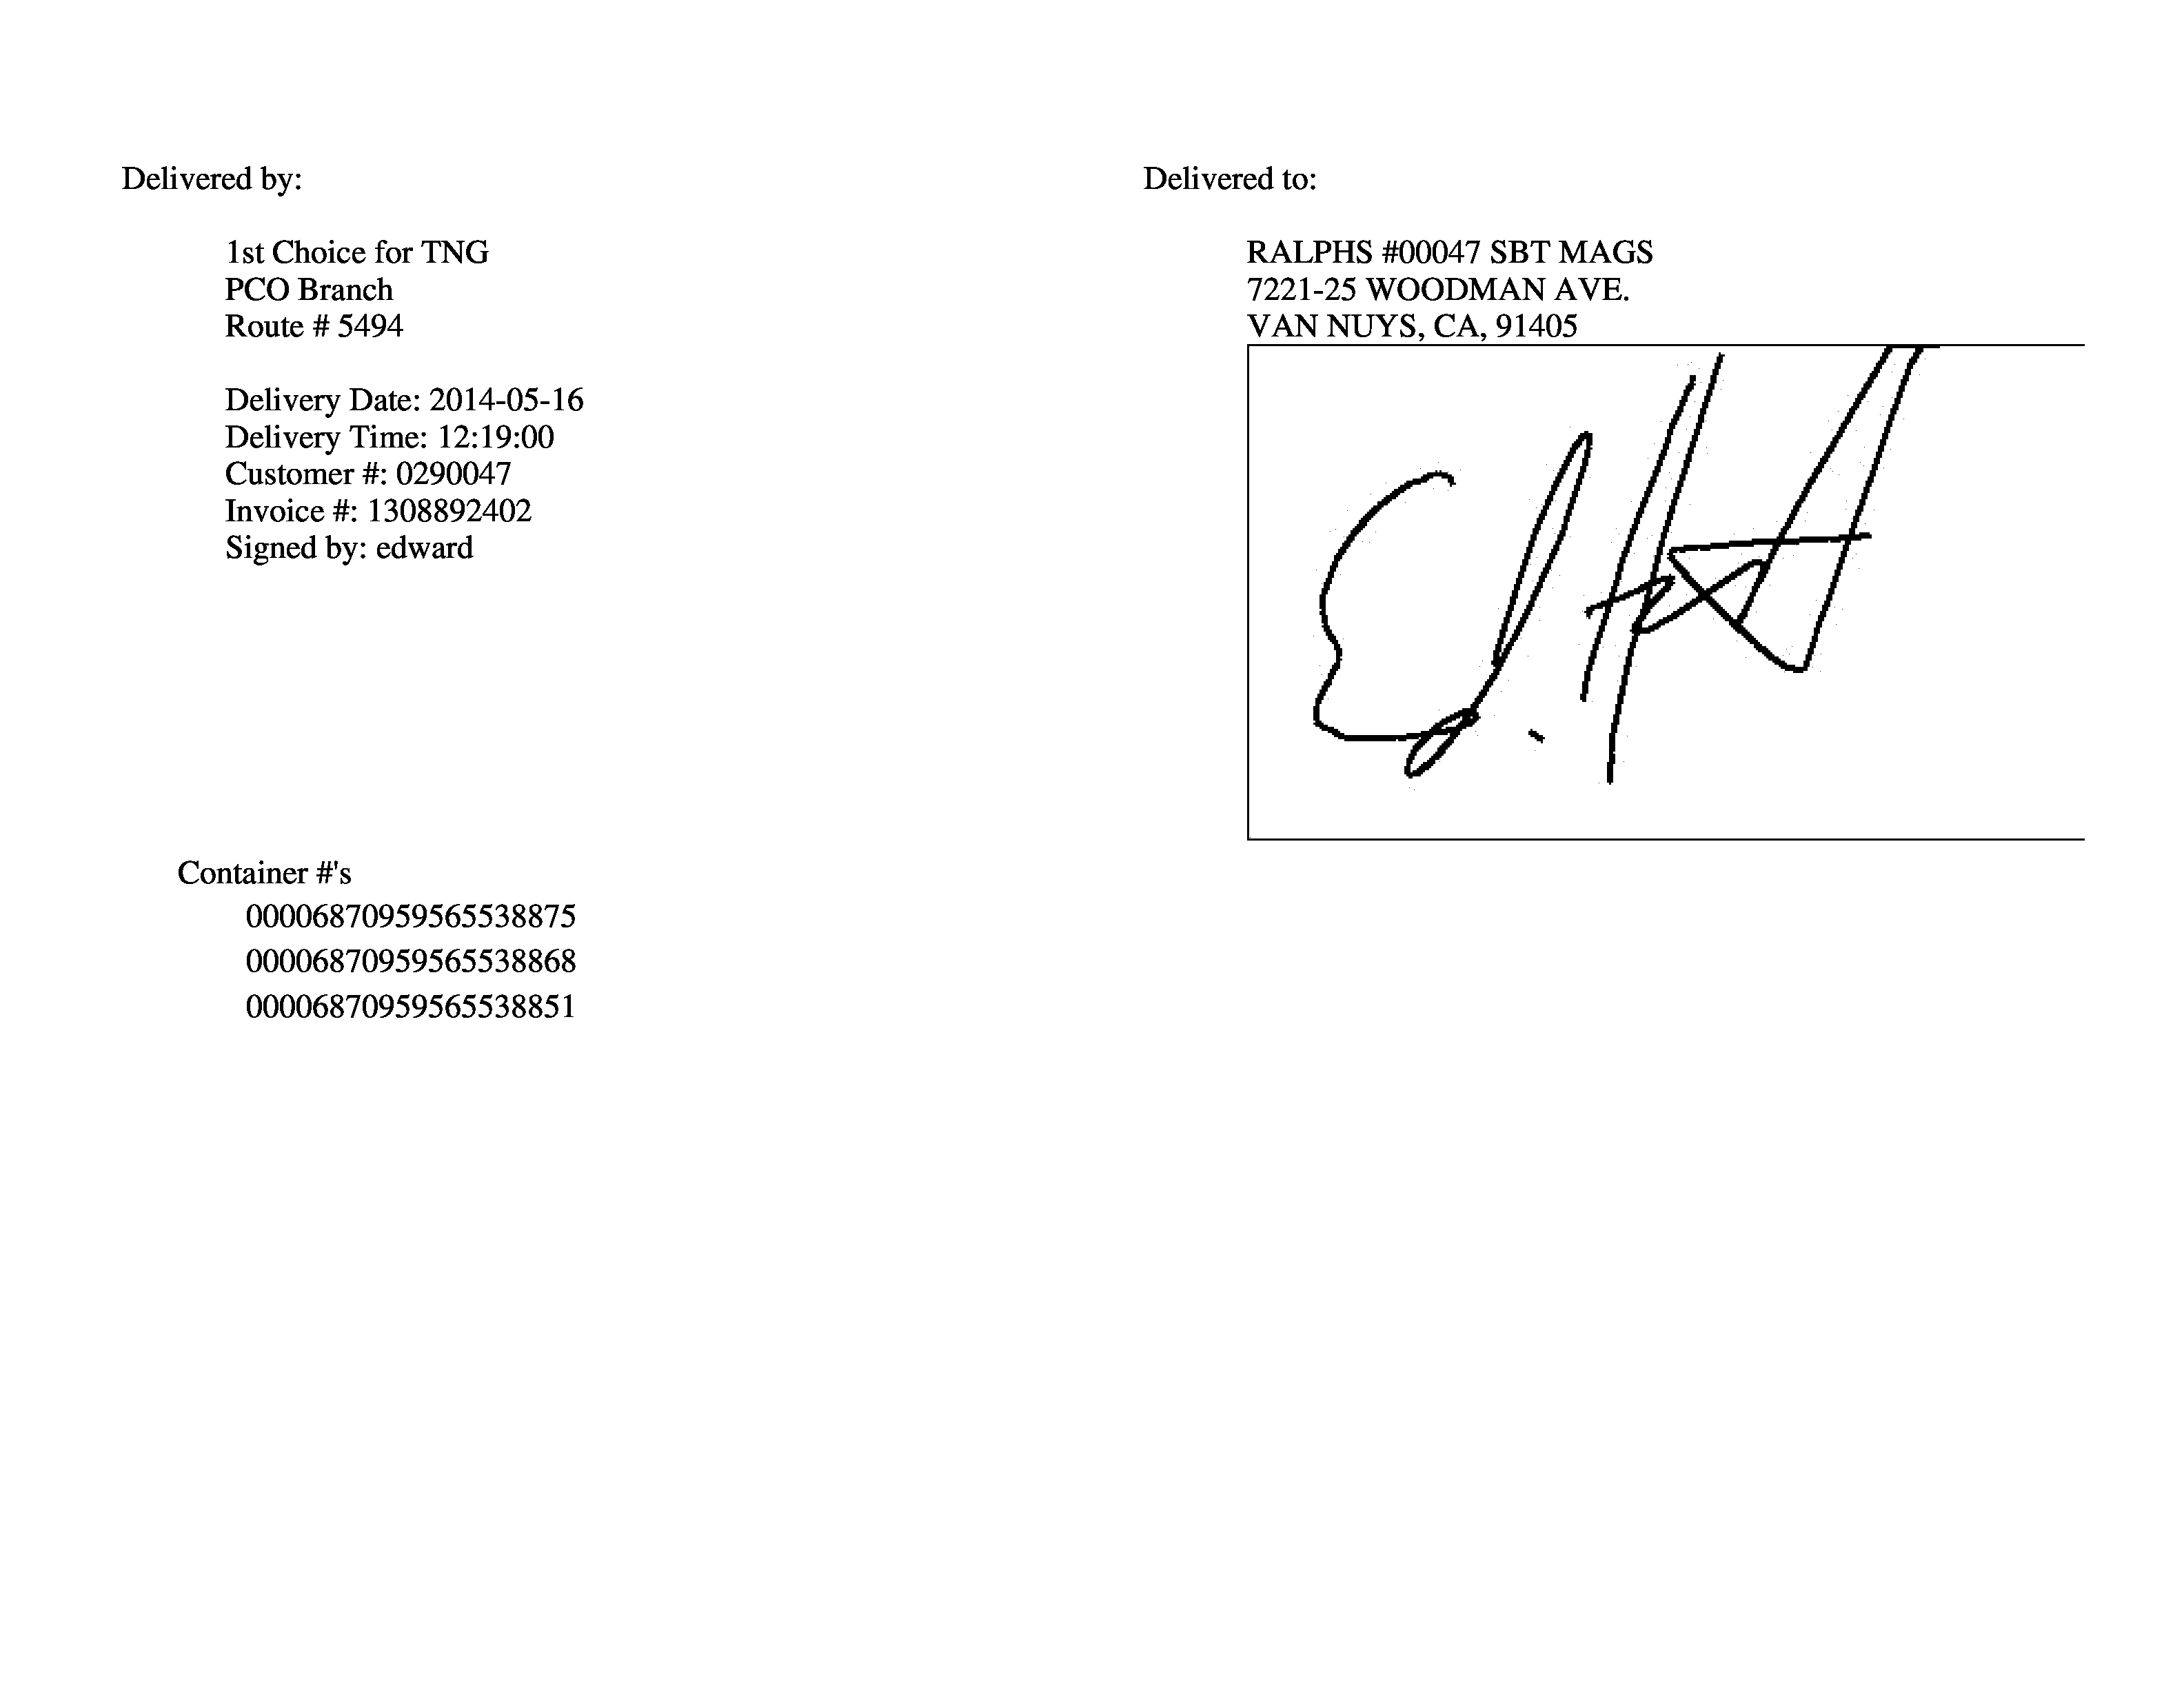 Delivered by:
1st Choice for TNG
PCO Branch
Route # 5494
Delivery Date: 2014-05-16
Delivery Time: 12:19:00
Customer #: 0290047
Invoice #: 1308892402
Signed by: edward
Delivered to:
RALPHS #00047 SBT MAGS
7221-25 WOODMAN AVE.
VAN NUYS, CA, 91405
Container #'s
00006870959565538875
00006870959565538868
00006870959565538851